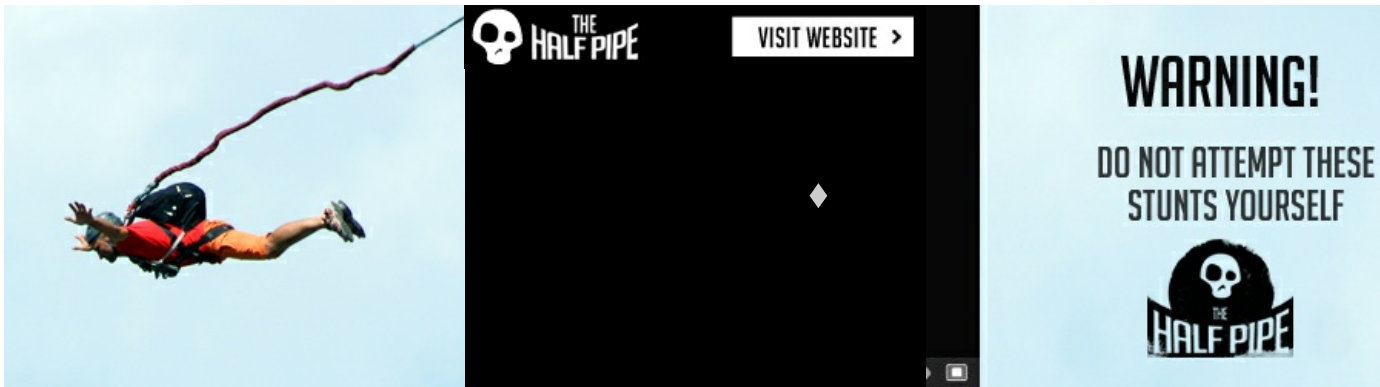 THE
HALF PIPE
VISIT WEBSITE
WARNING!
DO NOT ATTEMPT THESE
STUNTS YOURSELF
THE
HALF PIPE